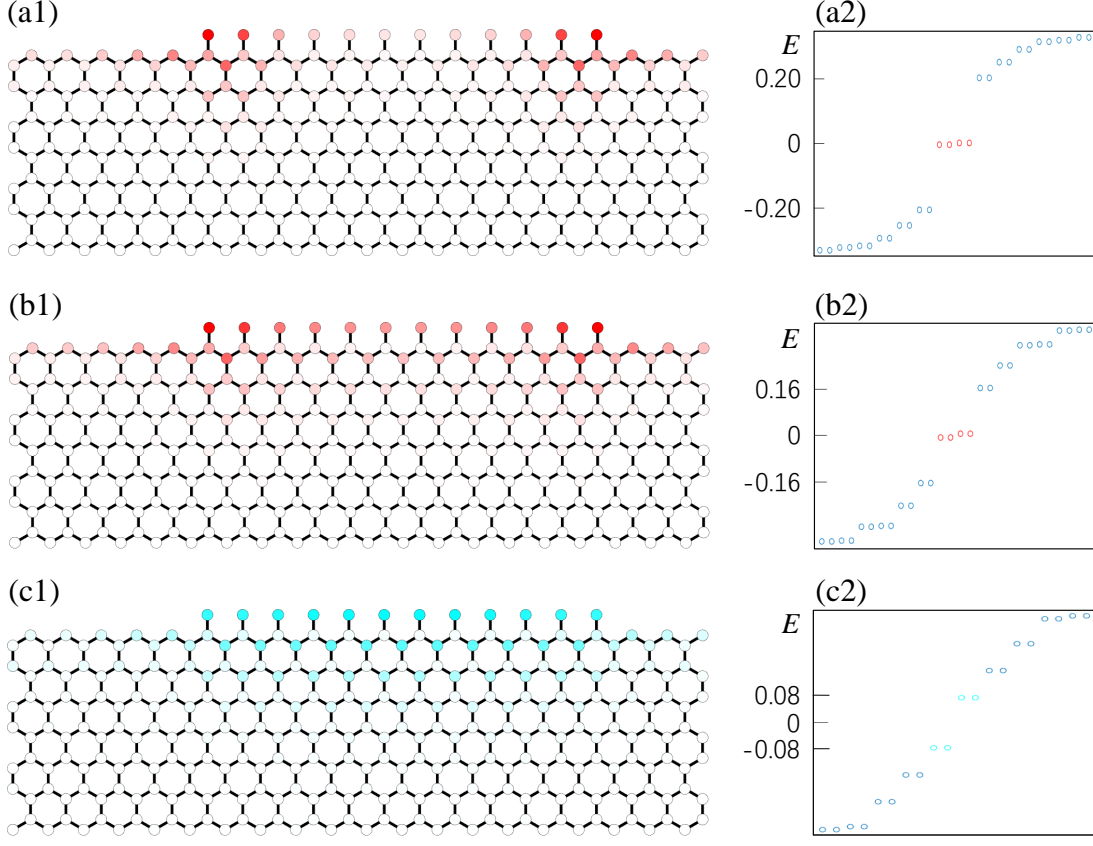 (a1)
(a2)
E
0.20
0
-0.20
(b1)
(b2)
E
0.16
0
-0.16
(c1)
(c2)
E
0.08
0
-0.08